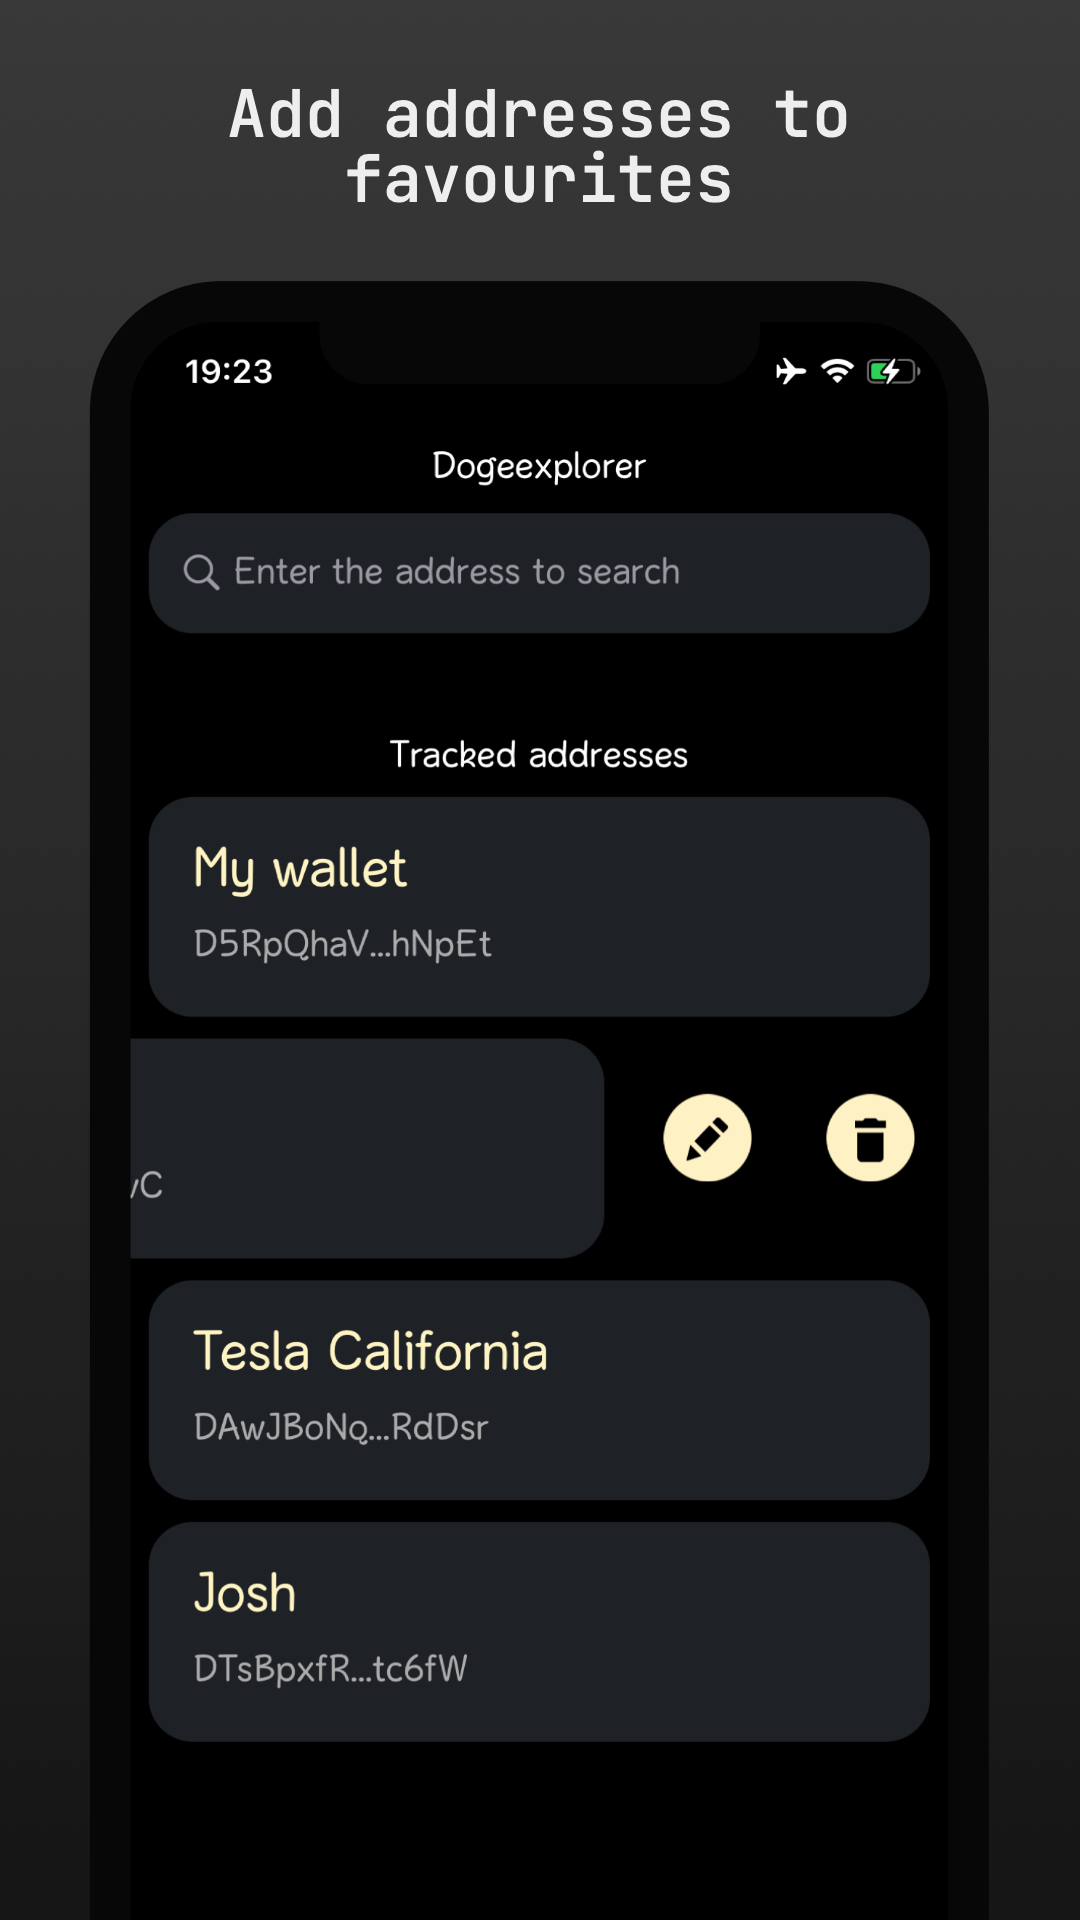 Add addresses to
favourites
19:23
Dogeexplorer
Enter the address to search
Tracked addresses
My wallet
D5RpQhaV...hNpEt
vC
Tesla California
DAwJBoNq...RdDsr
Josh
DTsBpxfR...tc6fW